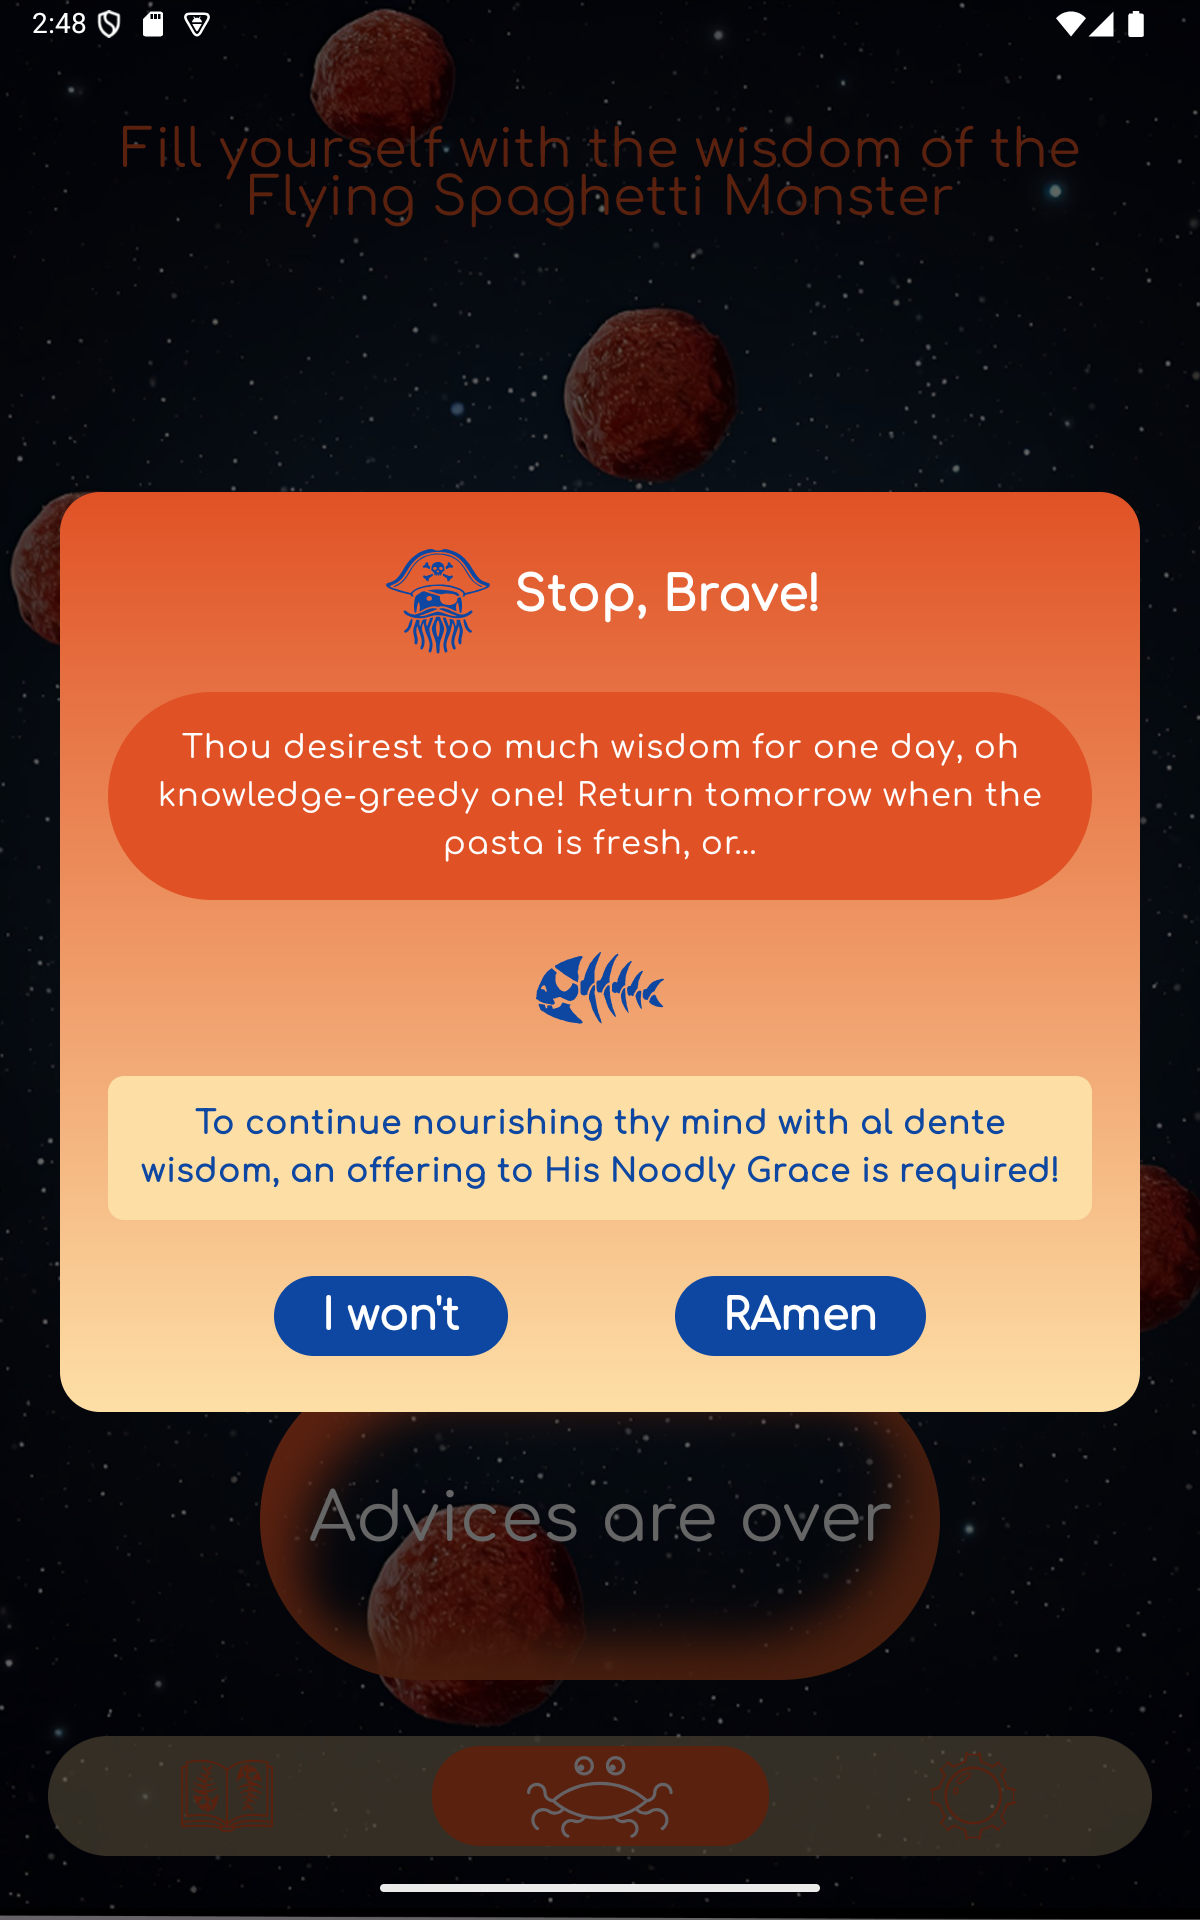 2:48
Fill yourself with the wisdom of the
Flying Spaghetti Monster
Stop, Brave!
Thou desirest too much wisdom for one day, oh
knowledge-greedy one! Return tomorrow when the
pasta is fresh, or...
To continue nourishing thy mind with al dente
wisdom, an offering to His Noodly Grace is required!
I won't
RAmen
Advices are over